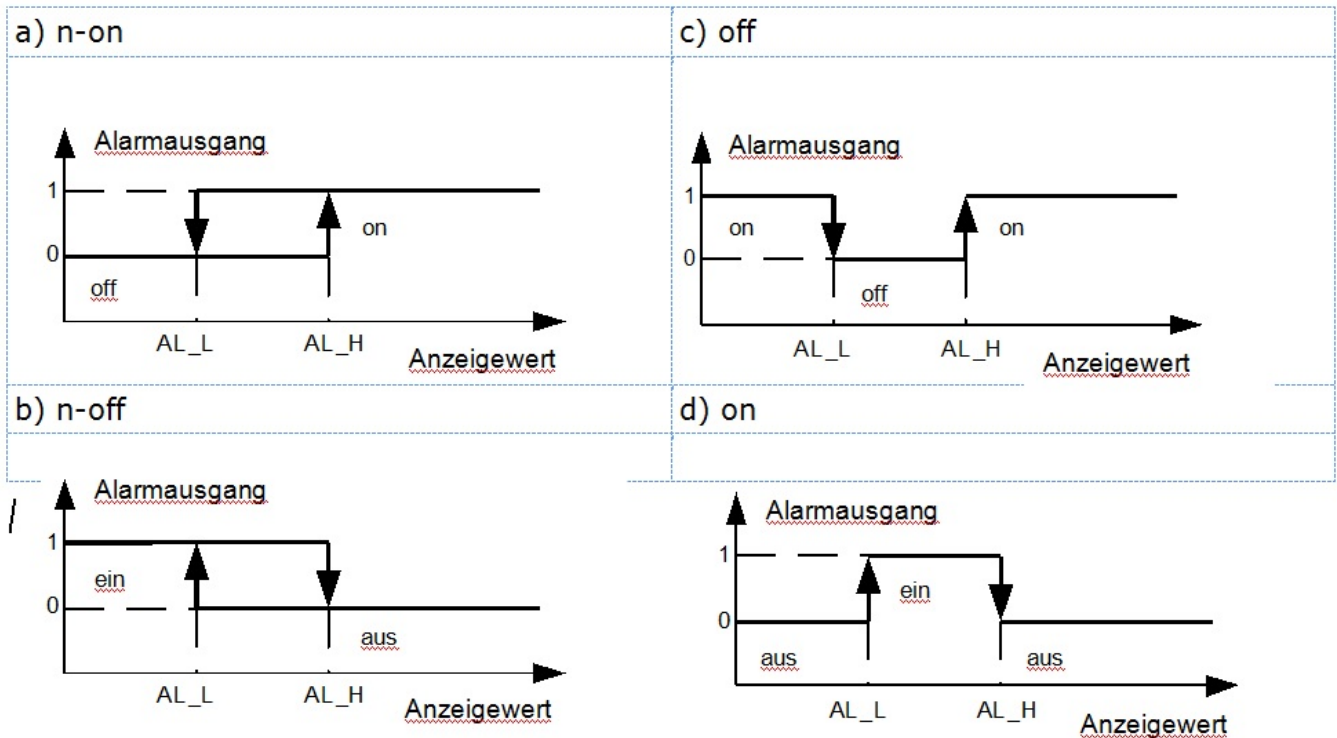 a) n-on
Alarmausgang
1
on
0
off
AL_L
AL_H
Anzeigewert
c) off
Alarmausgang
1
on
on
0
off
AL_L
AL_H
Anzeigewert
b) n-off
Alarmausgang
1
ein
0
aus
AL_L
AL_H
Anzeigewert
d) on
Alarmausgang
1
ein
0
aus
aus
AL_L
AL_H
Anzeigewert